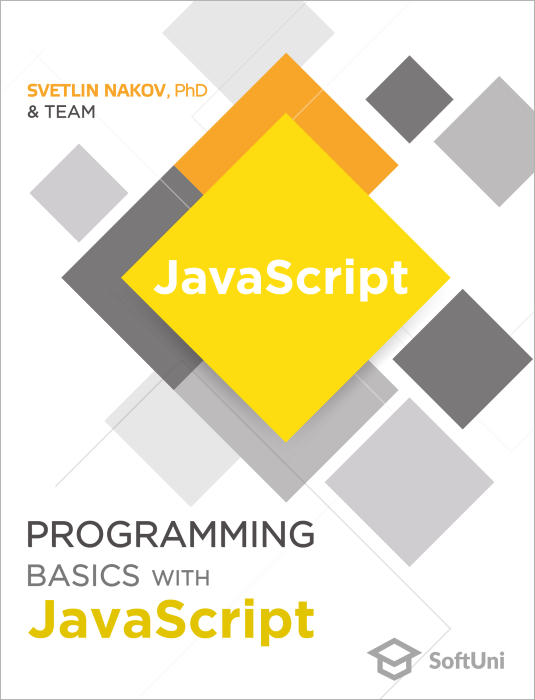 SVETLIN NAKOV, PhD
& TEAM
JavaScript
PROGRAMMING
BASICS WITH
JavaScript
SoftUni